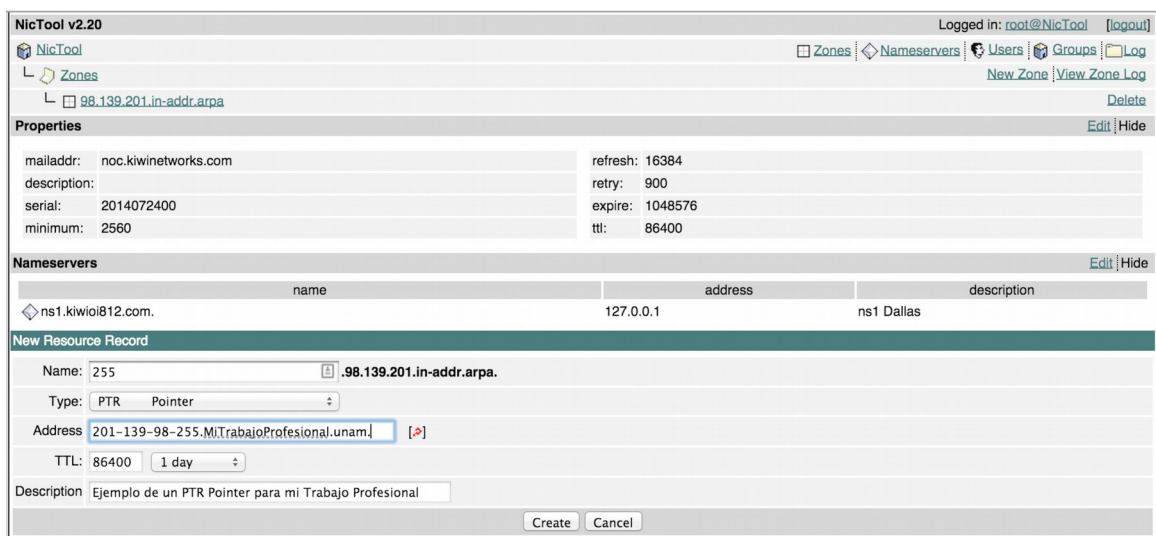 NicTool v2.20 Logged in: root@NicTool [logout]
NicTool Zones Nameservers Users Groups Log
Zones New Zone View Zone Log
98.139.201.in-addr.arpa Delete
Properties Edit Hide
mailaddr: noc.kiwinetworks.com refresh: 16384
description: retry: 900
serial: 2014072400 expire: 1048576
minimum: 2560 ttl: 86400
Nameservers Edit Hide
name address description
ns1.kiwioi812.com. 127.0.0.1 ns1 Dallas
New Resource Record
Name: 255 .98.139.201.in-addr.arpa.
Type: PTR Pointer
Address 201-139-98-255.MiTrabajoProfesional.unam.
TTL: 86400 1 day
Description Ejemplo de un PTR Pointer para mi Trabajo Profesional
Create Cancel